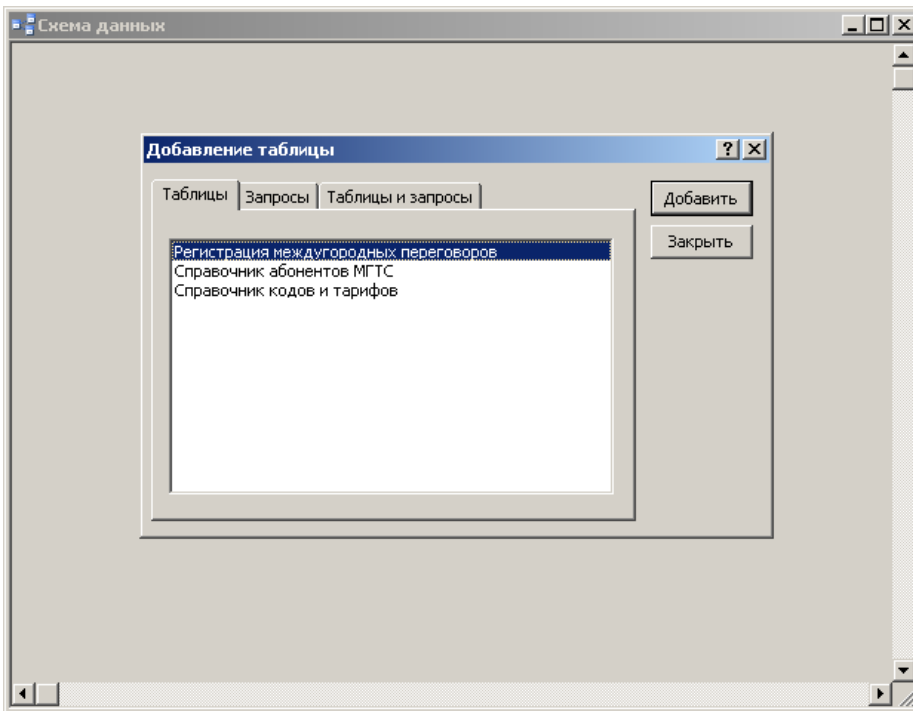 Схема данных
Добавление таблицы
Таблицы Запросы Таблицы и запросы
Добавить
Закрыть
Регистрация междугородных переговоров
Справочник абонентов МГТС
Справочник кодов и тарифов